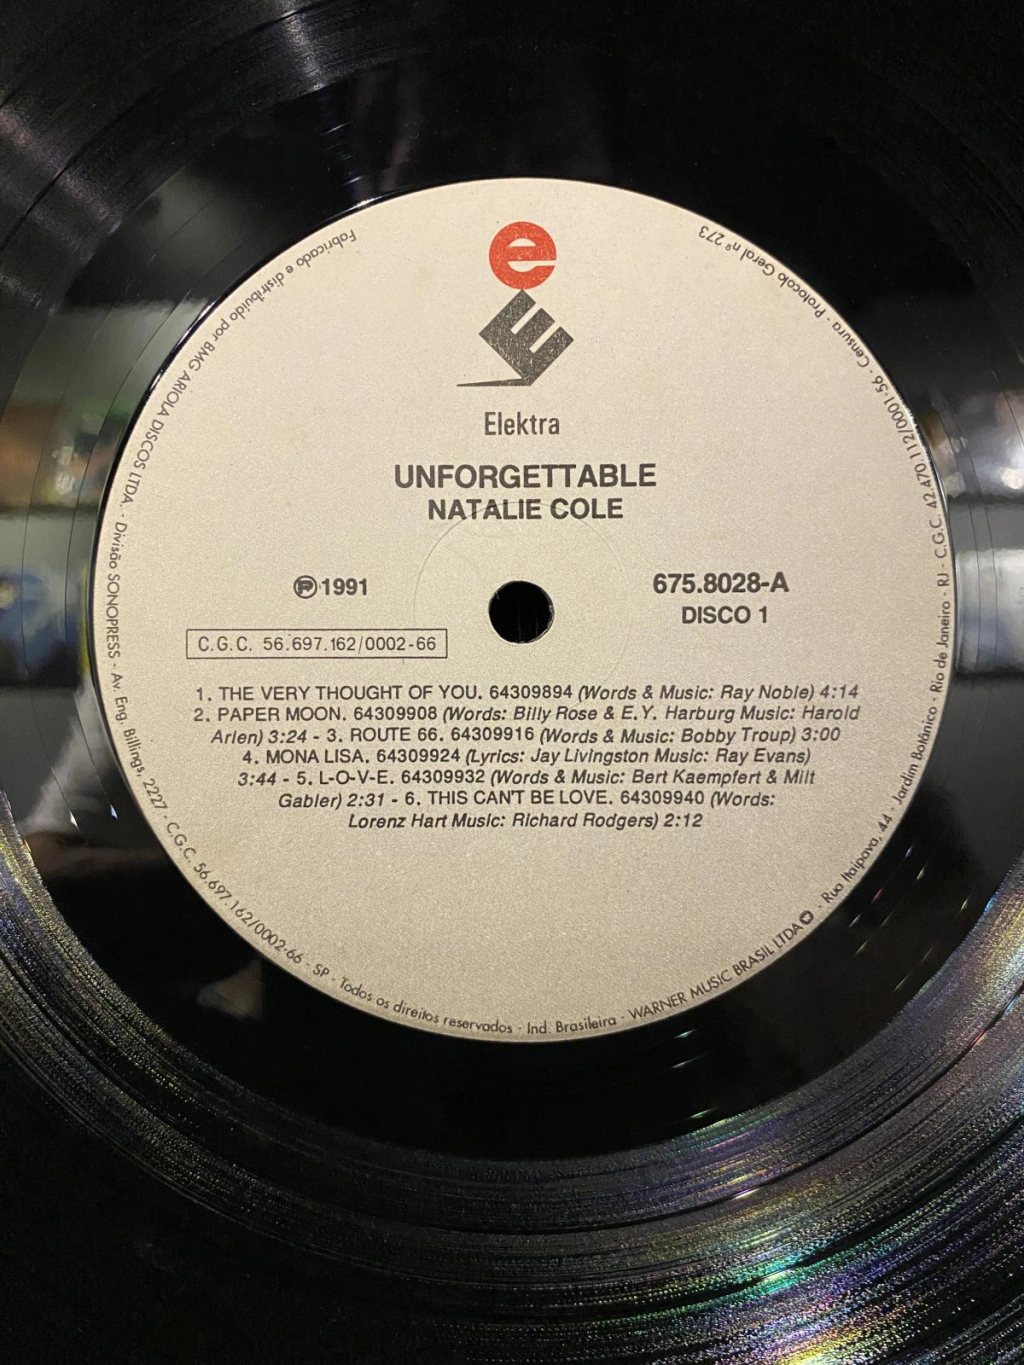 e
E
Elektra
UNFORGETTABLE
NATALIE COLE
Ⓟ 1991
675.8028-A
DISCO 1
C.G.C. 56.697.162/0002-66
1. THE VERY THOUGHT OF YOU. 64309894 (Words & Music: Ray Noble) 4:14
2. PAPER MOON. 64309908 (Words: Billy Rose & E.Y. Harburg Music: Harold
Arlen) 3:24 - 3. ROUTE 66. 64309916 (Words & Music: Bobby Troup) 3:00
4. MONA LISA. 64309924 (Lyrics: Jay Livingston Music: Ray Evans)
3:44 - 5. L-O-V-E. 64309932 (Words & Music: Bert Kaempfert & Milt
Gabler) 2:31 - 6. THIS CAN'T BE LOVE. 64309940 (Words:
Lorenz Hart Music: Richard Rodgers) 2:12
Fabricado e distribuido por BMG ARIOLA DISCOS LTDA. - Divisão SONOPRESS - Av. Eng. Billings, 2227 - C.G.C. 56.697.162/0002-66 - SP - Todos os direitos reservados - Ind. Brasileira - WARNER MUSIC BRASIL LTDA - Rua Itaipava, 44 - Jardim Botânico - Rio de Janeiro - RJ - C.G.C. 42.470.112/0001-56 - Censura - Protocolo Geral nº 273